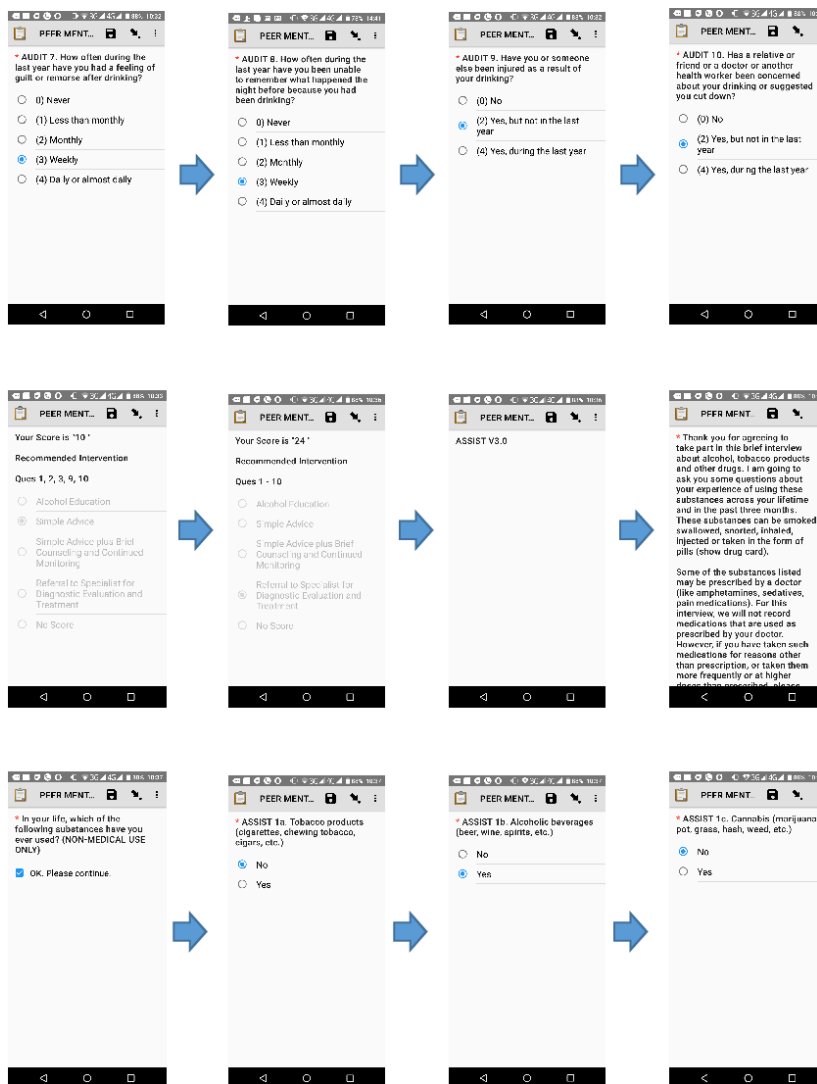 PEER MENT...
* AUDIT 7. How often during the
last year have you had a feeling of
guilt or remorse after drinking?
0) Never
(1) Less than monthly
(2) Monthly
(3) Weekly
(4) Daily or almost daily
PEER MENT...
* AUDIT 8. How often during the
last year have you been unable
to remember what happened the
night before because you had
been drinking?
0) Never
(1) Less than monthly
(2) Monthly
(3) Weekly
(4) Daily or almost daily
PEER MENT...
* AUDIT 9. Have you or someone
else been injured as a result of
your drinking?
(0) No
(2) Yes, but not in the last
year
(4) Yes, during the last year
PEER MENT...
* AUDIT 10. Has a relative or
friend or a doctor or another
health worker been concerned
about your drinking or suggested
you cut down?
(0) No
(2) Yes, but not in the last
year
(4) Yes, during the last year
PEER MENT...
Your Score is "10 "
Recommended Intervention
Ques 1, 2, 3, 9, 10
Alcohol Education
Simple Advice
Simple Advice plus Brief
Counseling and Continued
Monitoring
Referral to Specialist for
Diagnostic Evaluation and
Treatment
No Score
PEER MENT...
Your Score is "24 "
Recommended Intervention
Ques 1 - 10
Alcohol Education
Simple Advice
Simple Advice plus Brief
Counseling and Continued
Monitoring
Referral to Specialist for
Diagnostic Evaluation and
Treatment
No Score
PEER MENT...
ASSIST V3.0
PEER MENT...
* Thank you for agreeing to
take part in this brief interview
about alcohol, tobacco products
and other drugs. I am going to
ask you some questions about
your experience of using these
substances across your lifetime
and in the past three months.
These substances can be smoked
swallowed, snorted, inhaled,
injected or taken in the form of
pills (show drug card).
Some of the substances listed
may be prescribed by a doctor
(like amphetamines, sedatives,
pain medications). For this
interview, we will not record
medications that are used as
prescribed by your doctor.
However, if you have taken such
medications for reasons other
than prescription, or taken them
more frequently or at higher
doses than prescribed, please
PEER MENT...
* In your life, which of the
following substances have you
ever used? (NON-MEDICAL USE
ONLY)
OK. Please continue.
PEER MENT...
* ASSIST 1a. Tobacco products
(cigarettes, chewing tobacco,
cigars, etc.)
No
Yes
PEER MENT...
* ASSIST 1b. Alcoholic beverages
(beer, wine, spirits, etc.)
No
Yes
PEER MENT...
* ASSIST 1c. Cannabis (marijuana
pot, grass, hash, weed, etc.)
No
Yes